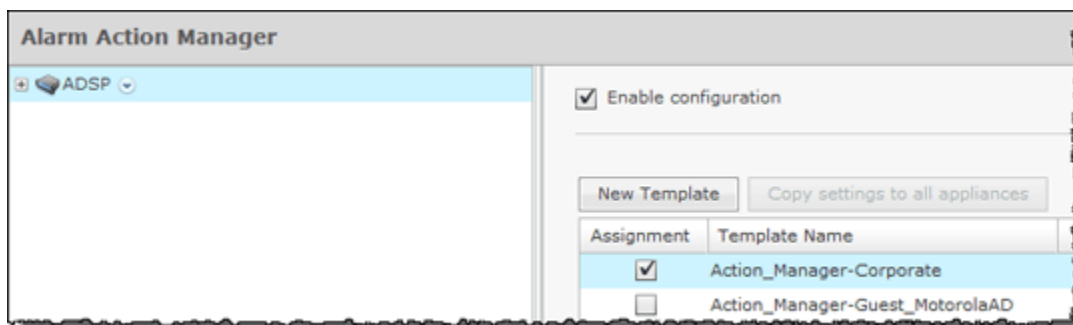 Alarm Action Manager
ADSP
Enable configuration
New Template
Copy settings to all appliances
Assignment
Template Name
Action_Manager-Corporate
Action_Manager-Guest_MotorolaAD